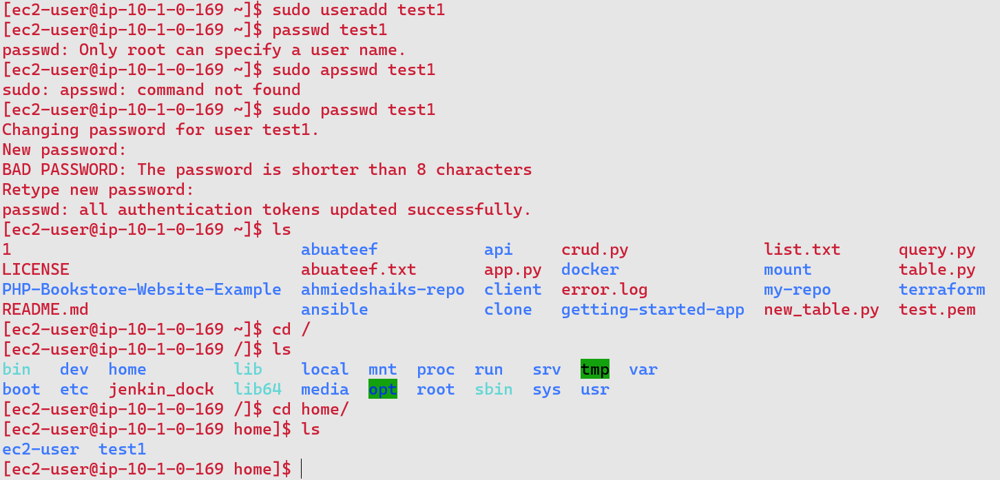 [ec2-user@ip-10-1-0-169 ~]$ sudo useradd test1
[ec2-user@ip-10-1-0-169 ~]$ passwd test1
passwd: Only root can specify a user name.
[ec2-user@ip-10-1-0-169 ~]$ sudo apsswd test1
sudo: apsswd: command not found
[ec2-user@ip-10-1-0-169 ~]$ sudo passwd test1
Changing password for user test1.
New password:
BAD PASSWORD: The password is shorter than 8 characters
Retype new password:
passwd: all authentication tokens updated successfully.
[ec2-user@ip-10-1-0-169 ~]$ ls
1                              abuateef           api     crud.py              list.txt      query.py
LICENSE                        abuateef.txt       app.py  docker               mount         table.py
PHP-Bookstore-Website-Example  ahmiedshaiks-repo  client  error.log            my-repo       terraform
README.md                      ansible            clone   getting-started-app  new_table.py  test.pem
[ec2-user@ip-10-1-0-169 ~]$ cd /
[ec2-user@ip-10-1-0-169 /]$ ls
bin   dev  home         lib    local  mnt  proc  run   srv  tmp  var
boot  etc  jenkin_dock  lib64  media  opt  root  sbin  sys  usr
[ec2-user@ip-10-1-0-169 /]$ cd home/
[ec2-user@ip-10-1-0-169 home]$ ls
ec2-user  test1
[ec2-user@ip-10-1-0-169 home]$